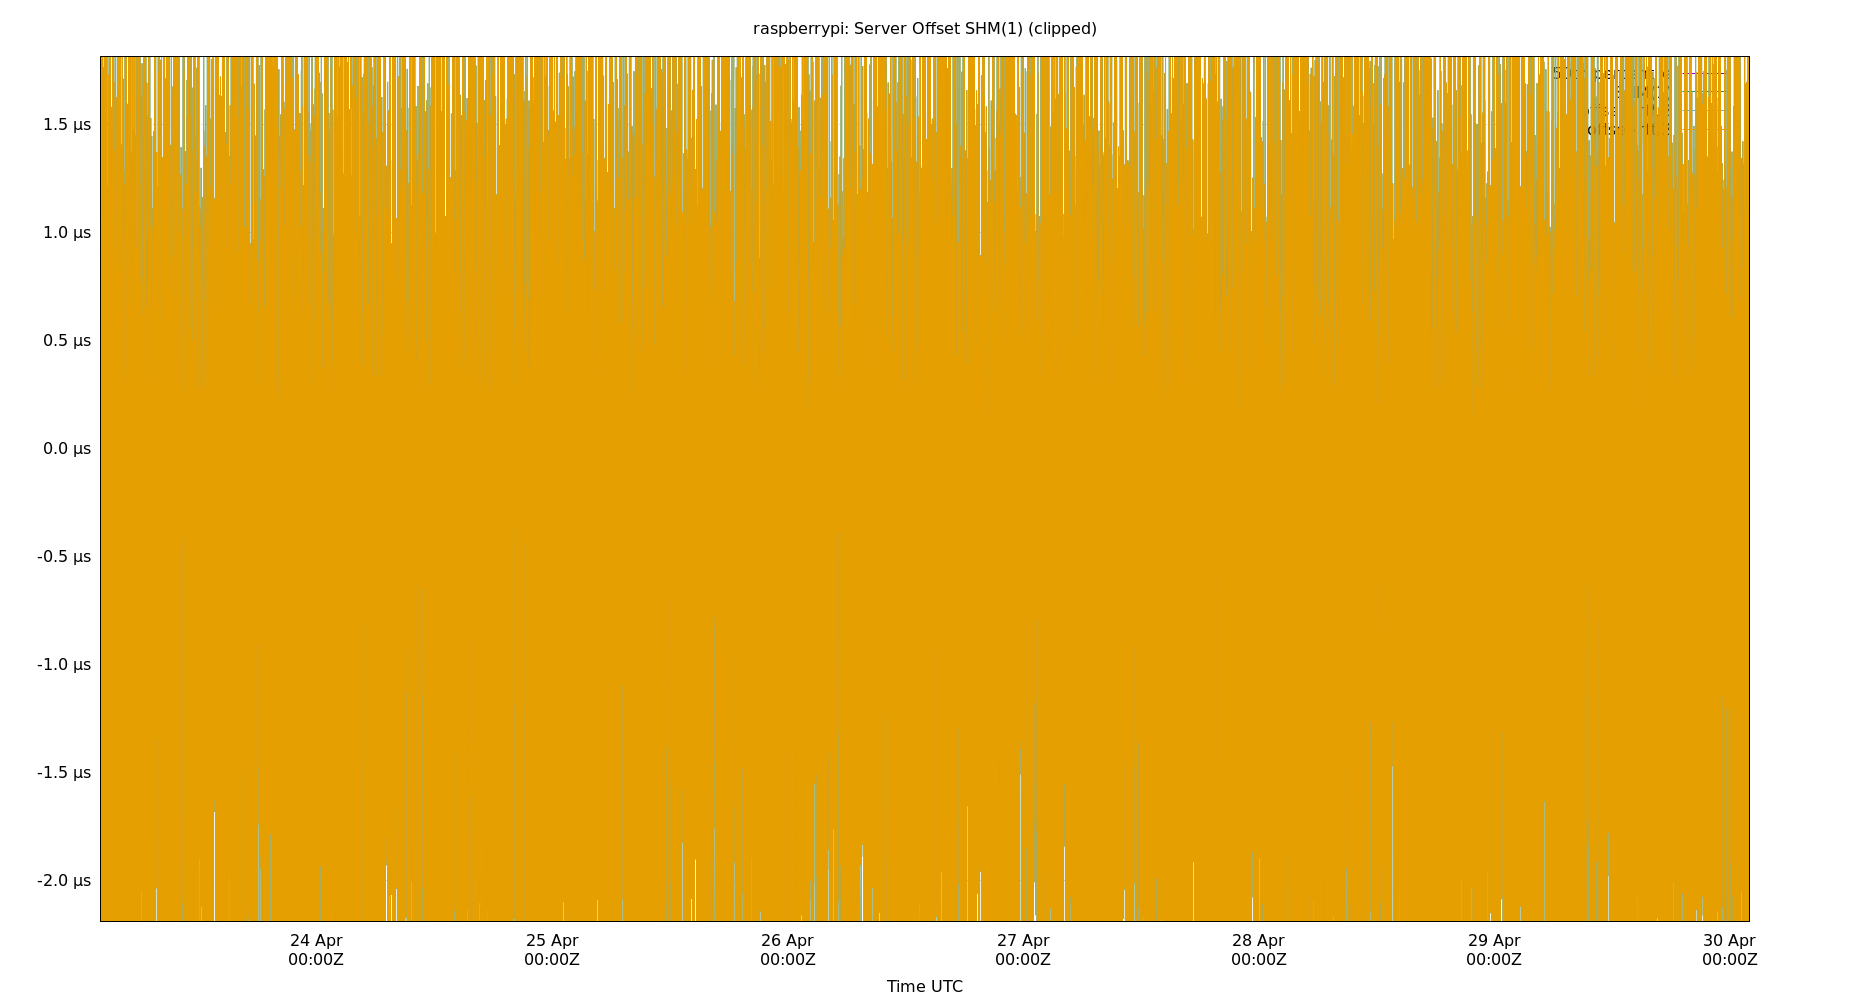 raspberrypi: Server Offset SHM(1) (clipped)
1.5 µs
1.0 µs
0.5 µs
0.0 µs
-0.5 µs
-1.0 µs
-1.5 µs
-2.0 µs
24 Apr 25 Apr 26 Apr 27 Apr 28 Apr 29 Apr 30 Apr
00:00Z 00:00Z 00:00Z 00:00Z 00:00Z 00:00Z 00:00Z
Time UTC